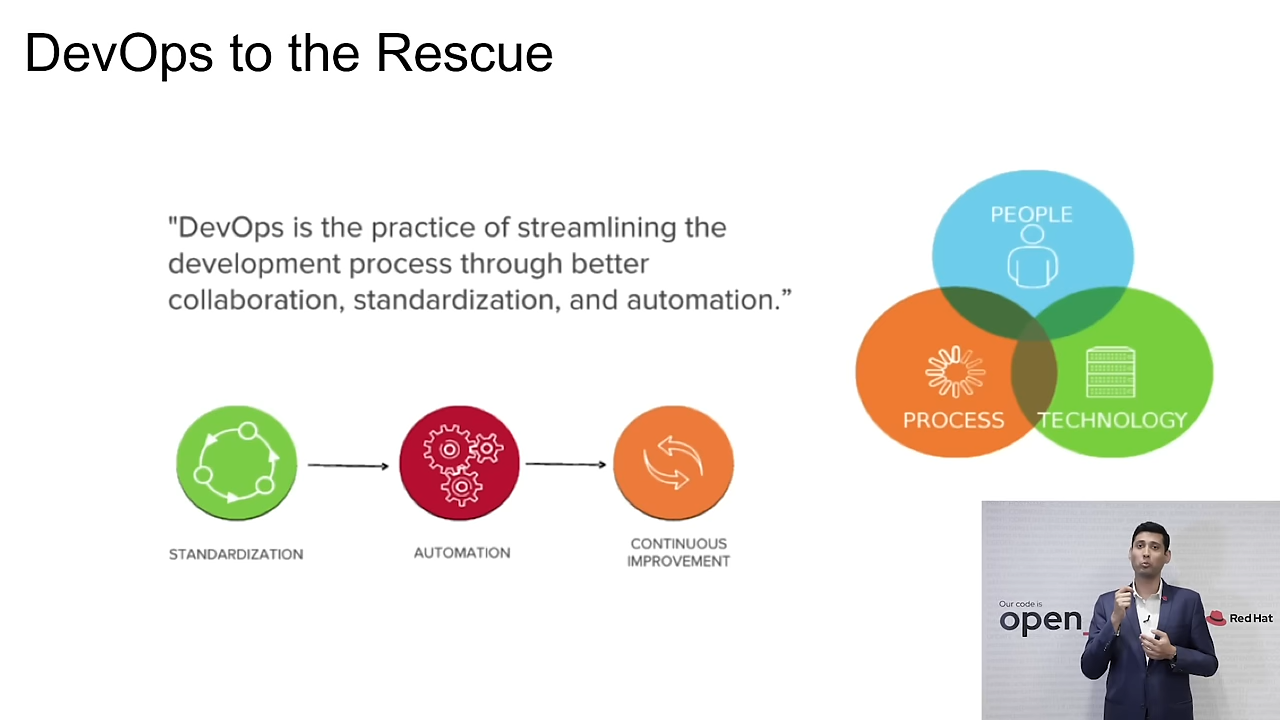 DevOps to the Rescue
"DevOps is the practice of streamlining the
development process through better
collaboration, standardization, and automation.”
PEOPLE
PROCESS
TECHNOLOGY
STANDARDIZATION
AUTOMATION
CONTINUOUS
IMPROVEMENT
Our code is
open_
Red Hat